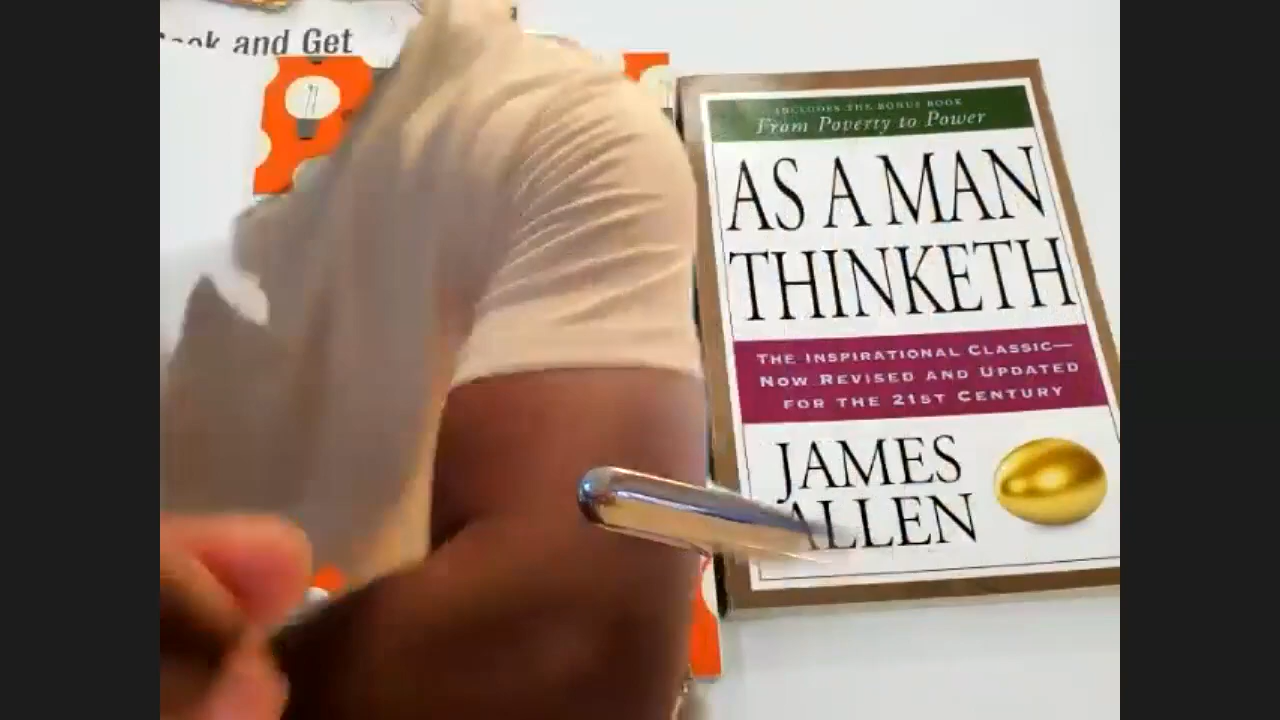 and Get
INCLUDES THE BONUS BOOK
From Poverty to Power
AS A MAN
THINKETH
THE INSPIRATIONAL CLASSIC—
NOW REVISED AND UPDATED
FOR THE 21ST CENTURY
JAMES
ALLEN